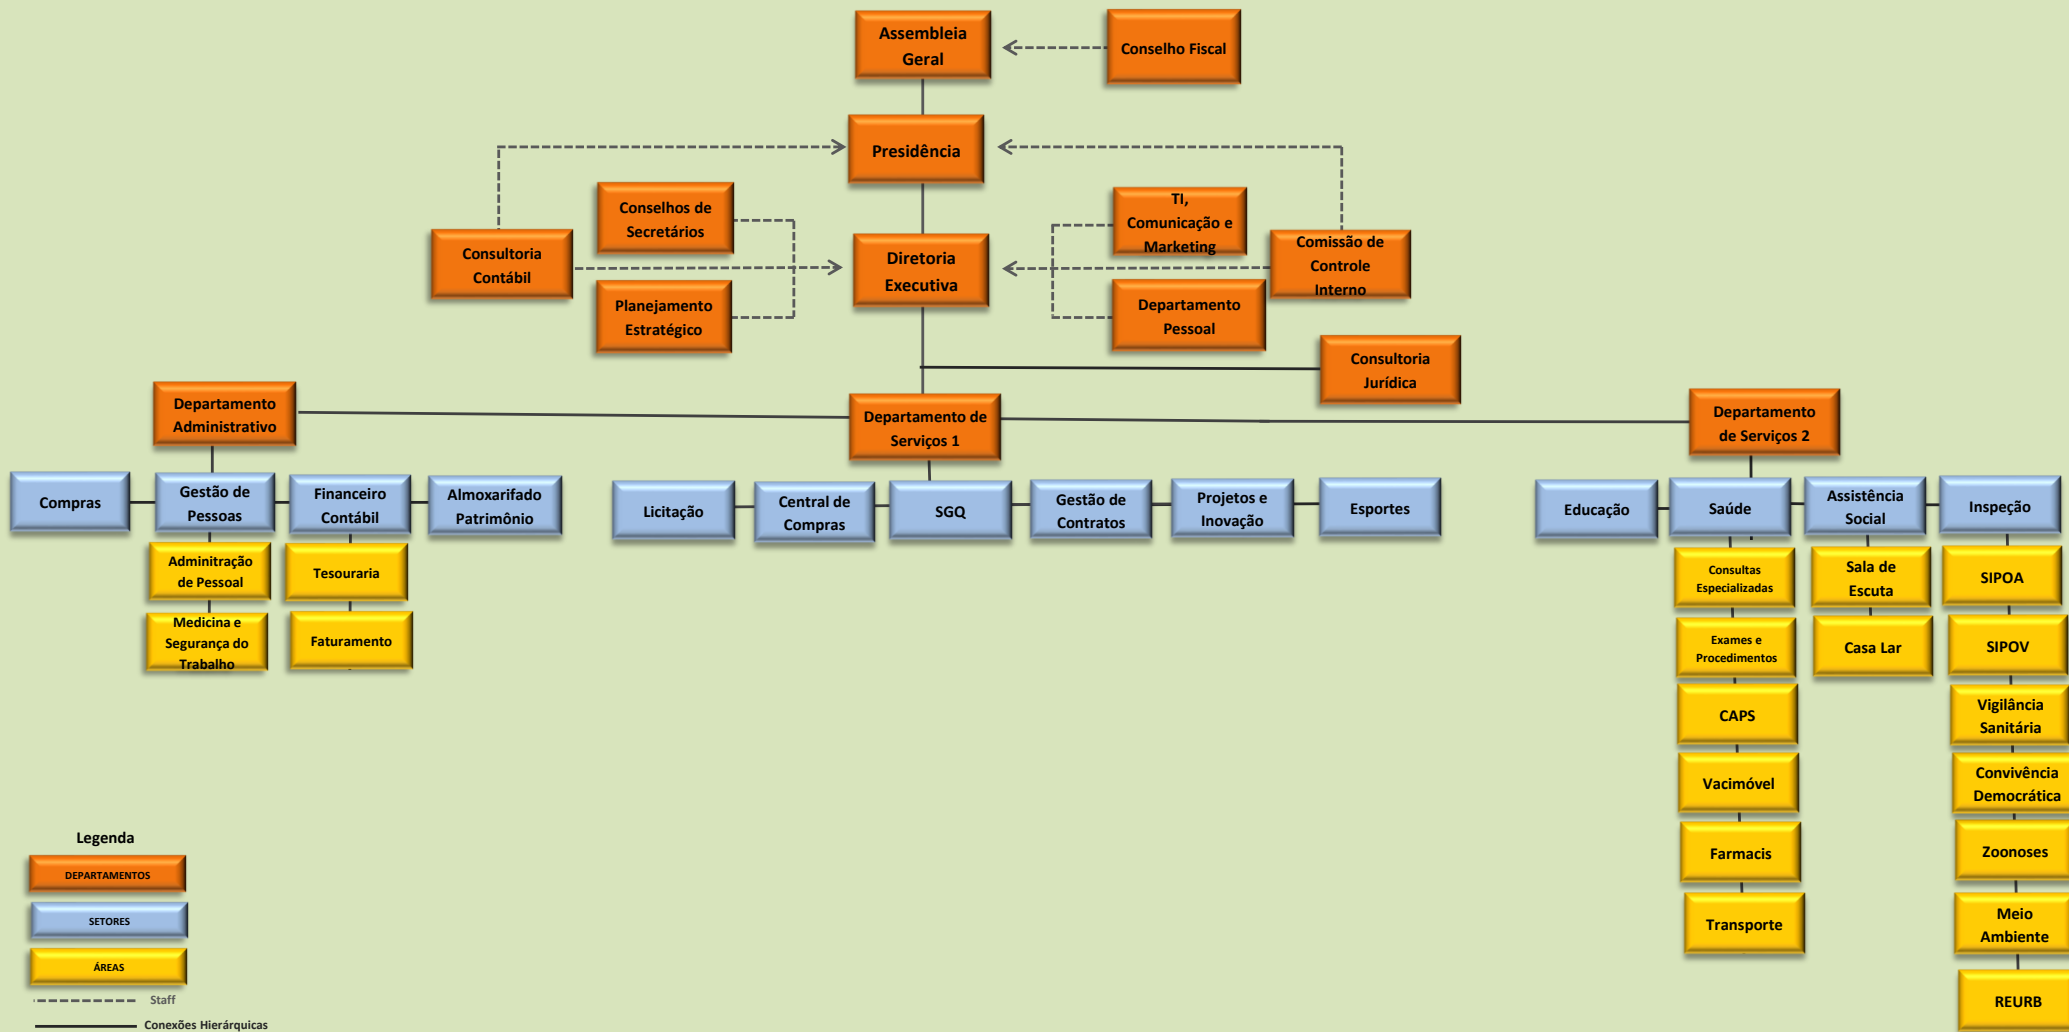 Assembleia
Geral
Conselho Fiscal
Presidência
Conselhos de
Secretários
TI,
Comunicação e
Marketing
Consultoria
Contábil
Diretoria
Executiva
Comissão de
Controle
Interno
Planejamento
Estratégico
Departamento
Pessoal
Consultoria
Jurídica
Departamento
Administrativo
Departamento de
Serviços 1
Departamento
de Serviços 2
Compras
Gestão de
Pessoas
Financeiro
Contábil
Almoxarifado
Patrimônio
Licitação
Central de
Compras
SGQ
Gestão de
Contratos
Projetos e
Inovação
Esportes
Educação
Saúde
Assistência
Social
Inspeção
Adminitração
de Pessoal
Medicina e
Segurança do
Trabalho
Tesouraria
Faturamento
Consultas
Especializadas
Exames e
Procedimentos
CAPS
Vacimóvel
Farmacis
Transporte
Sala de
Escuta
Casa Lar
SIPOA
SIPOV
Vigilância
Sanitária
Convivência
Democrática
Zoonoses
Meio
Ambiente
REURB
Legenda
DEPARTAMENTOS
SETORES
ÁREAS
Staff
Conexões Hierárquicas